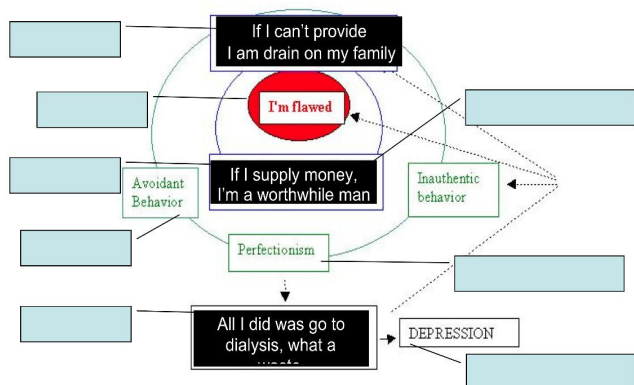 If I can't provide
I am drain on my family
I'm flawed
If I supply money,
I'm a worthwhile man
Avoidant
Behavior
Inauthentic
behavior
Perfectionism
All I did was go to
dialysis, what a
DEPRESSION